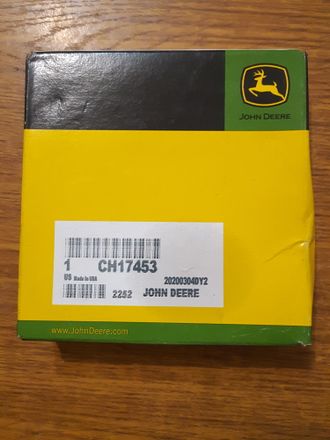 JOHN DEERE
1 CH17453
US Made in USA 20200304DY2
2252 JOHN DEERE
www.JohnDeere.com